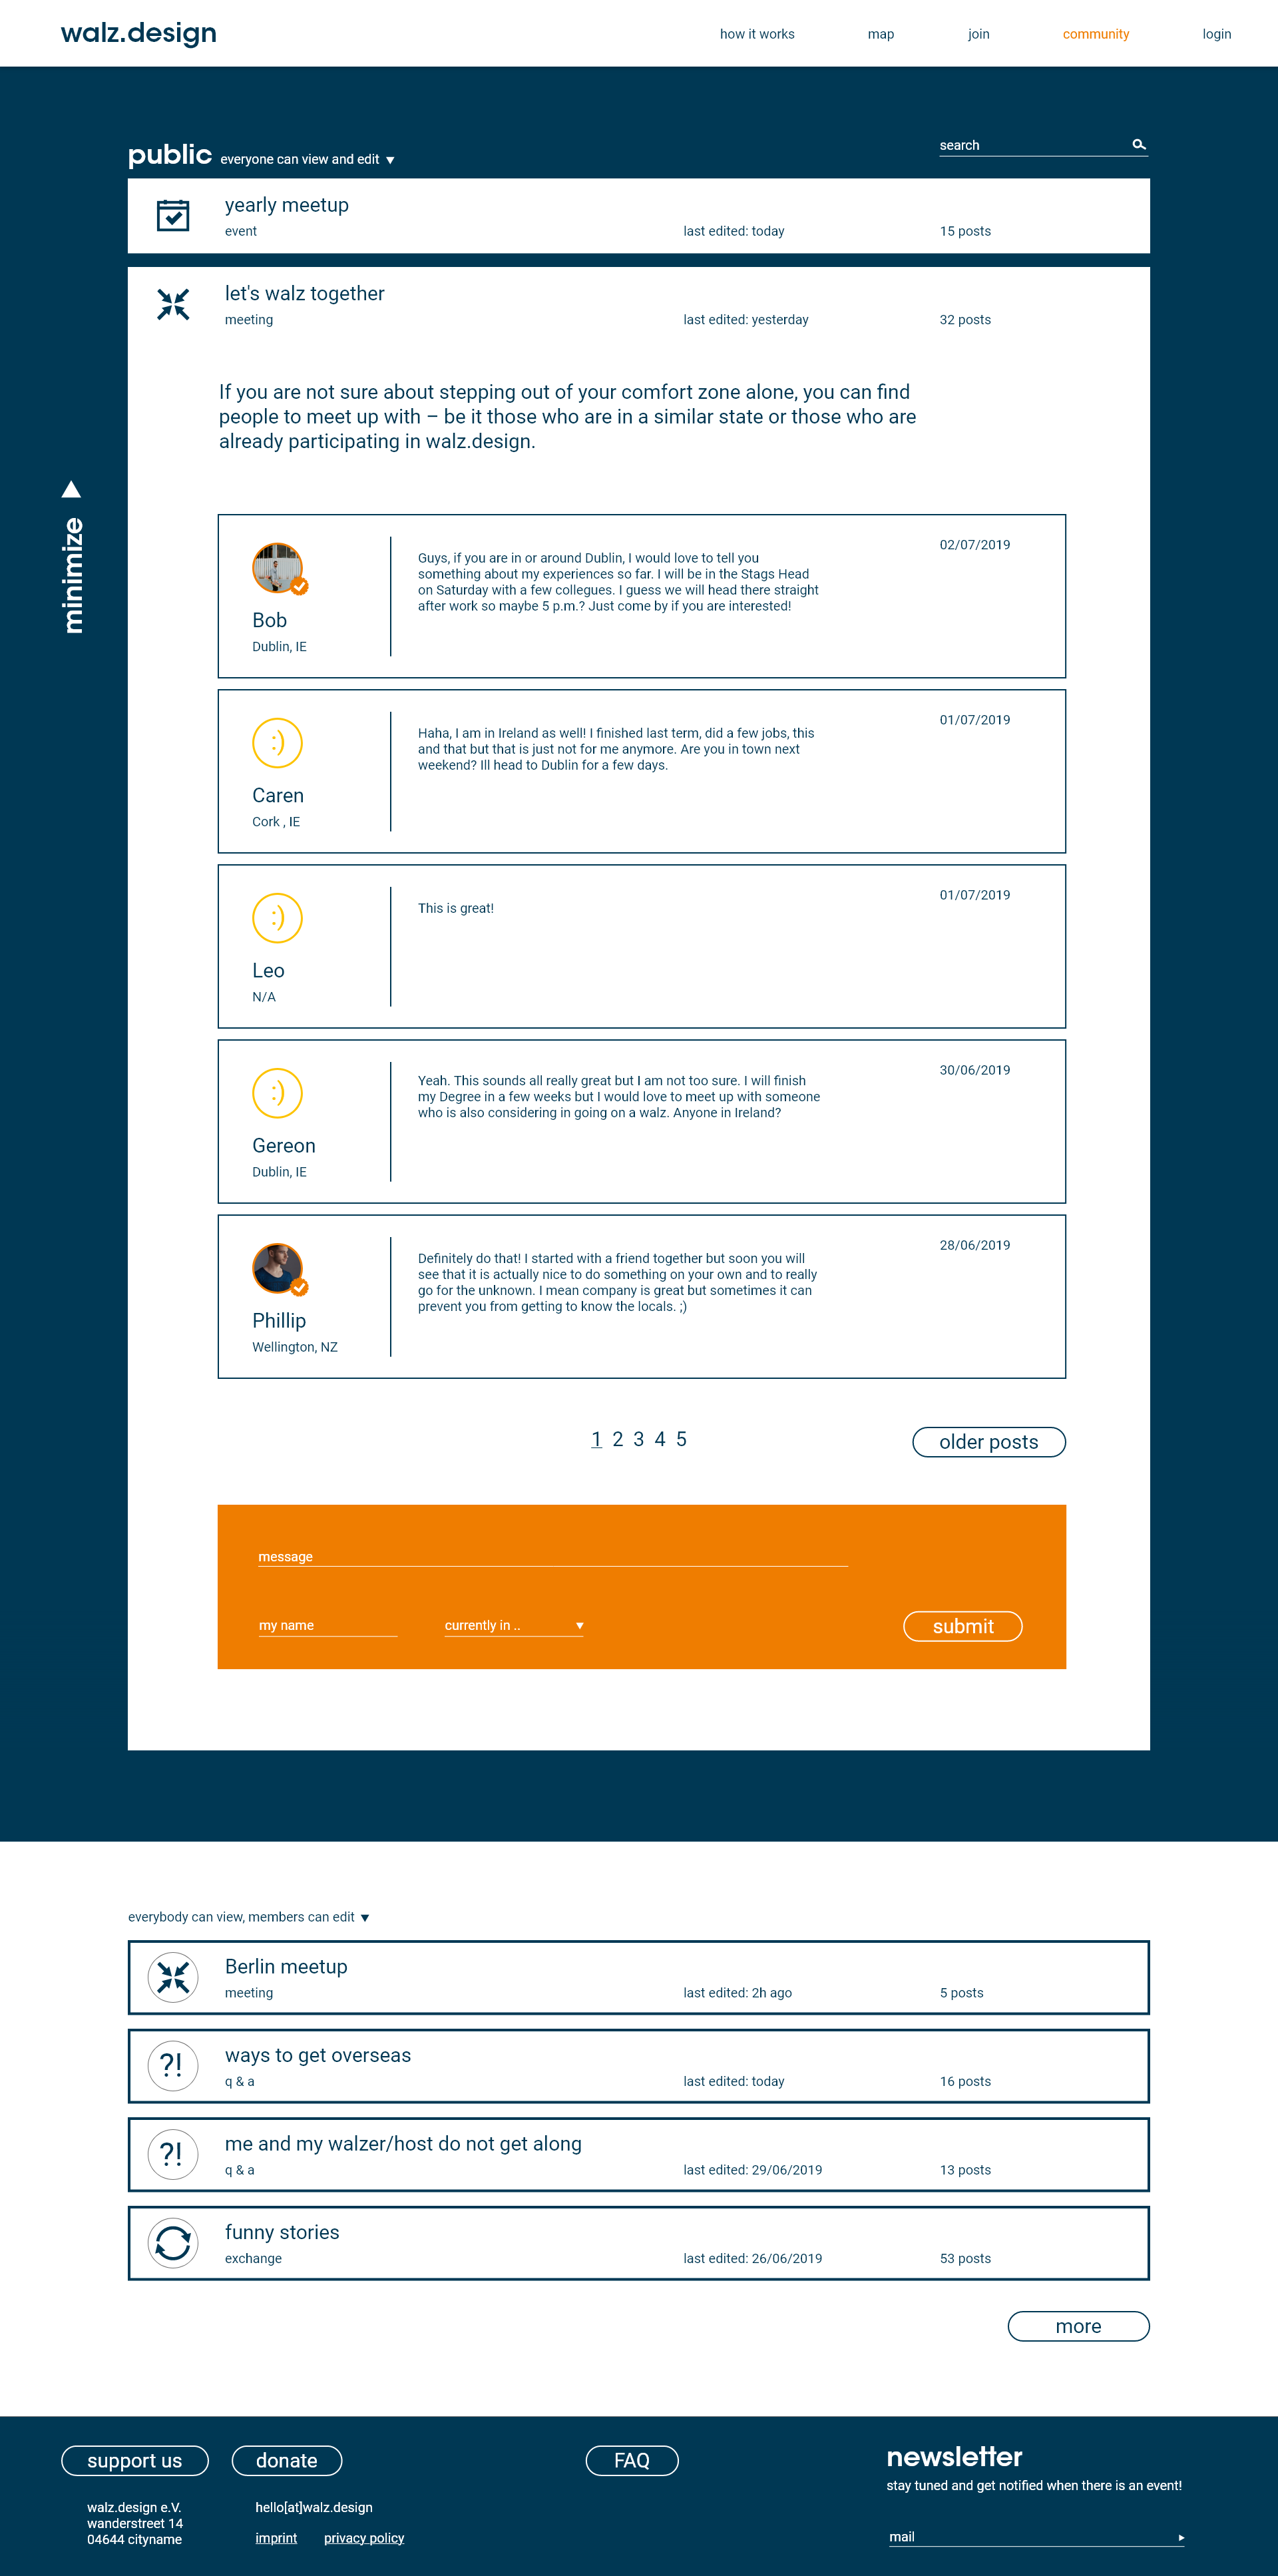 walz.design
how it works
map
join
community
login
public everyone can view and edit
search
yearly meetup
event
last edited: today
15 posts
let's walz together
meeting
last edited: yesterday
32 posts
If you are not sure about stepping out of your comfort zone alone, you can find
people to meet up with – be it those who are in a similar state or those who are
already participating in walz.design.
minimize
Bob
Dublin, IE
Guys, if you are in or around Dublin, I would love to tell you
something about my experiences so far. I will be in the Stags Head
on Saturday with a few collegues. I guess we will head there straight
after work so maybe 5 p.m.? Just come by if you are interested!
02/07/2019
:)
Caren
Cork , IE
Haha, I am in Ireland as well! I finished last term, did a few jobs, this
and that but that is just not for me anymore. Are you in town next
weekend? Ill head to Dublin for a few days.
01/07/2019
:)
Leo
N/A
This is great!
01/07/2019
:)
Gereon
Dublin, IE
Yeah. This sounds all really great but I am not too sure. I will finish
my Degree in a few weeks but I would love to meet up with someone
who is also considering in going on a walz. Anyone in Ireland?
30/06/2019
Phillip
Wellington, NZ
Definitely do that! I started with a friend together but soon you will
see that it is actually nice to do something on your own and to really
go for the unknown. I mean company is great but sometimes it can
prevent you from getting to know the locals. ;)
28/06/2019
1 2 3 4 5
older posts
message
my name
currently in ..
submit
everybody can view, members can edit
Berlin meetup
meeting
last edited: 2h ago
5 posts
?!
ways to get overseas
q & a
last edited: today
16 posts
?!
me and my walzer/host do not get along
q & a
last edited: 29/06/2019
13 posts
funny stories
exchange
last edited: 26/06/2019
53 posts
more
support us
donate
FAQ
newsletter
stay tuned and get notified when there is an event!
walz.design e.V.
wanderstreet 14
04644 cityname
hello[at]walz.design
imprint
privacy policy
mail